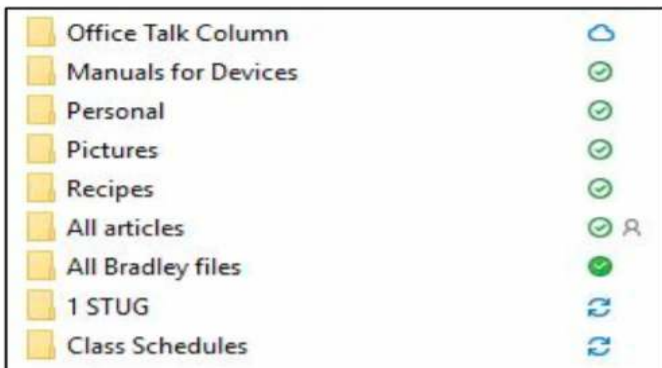 Office Talk Column
Manuals for Devices
Personal
Pictures
Recipes
All articles
All Bradley files
1 STUG
Class Schedules